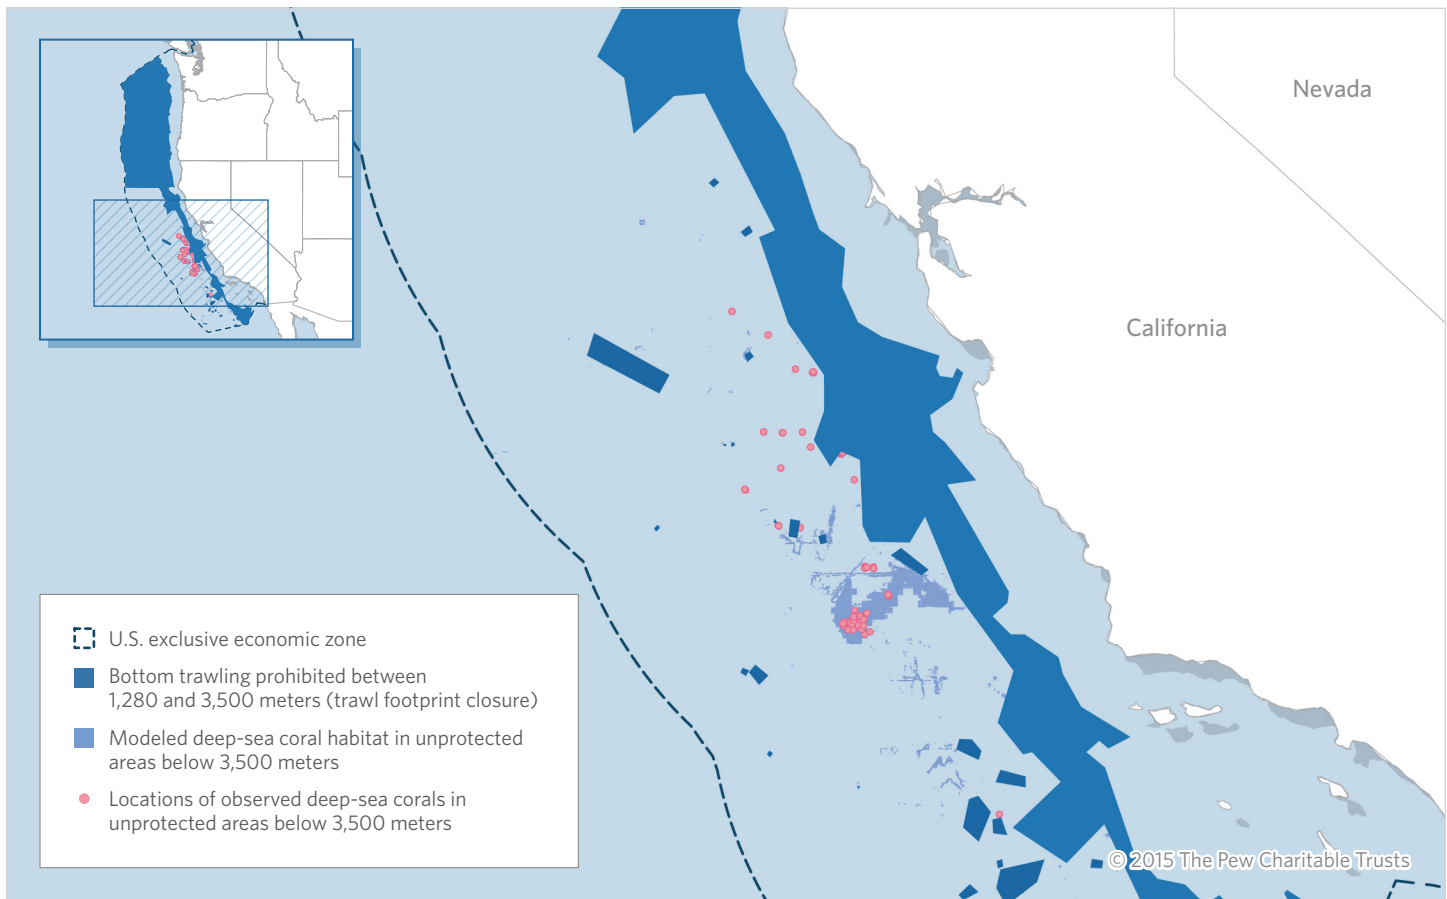 Nevada
California
U.S. exclusive economic zone
Bottom trawling prohibited between
1,280 and 3,500 meters (trawl footprint closure)
Modeled deep-sea coral habitat in unprotected
areas below 3,500 meters
Locations of observed deep-sea corals in
unprotected areas below 3,500 meters
© 2015 The Pew Charitable Trusts